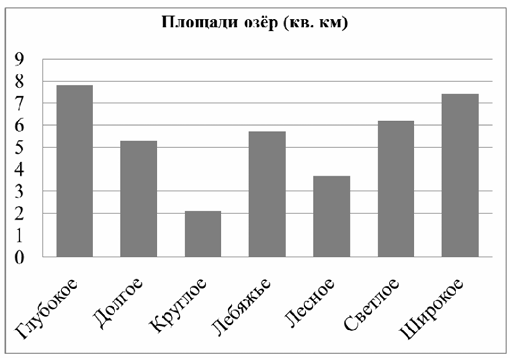 Площади озёр (кв. км)
9
8
7
6
5
4
3
2
1
0
Глубокое
Долгое
Круглое
Лебяжье
Лесное
Светлое
Широкое